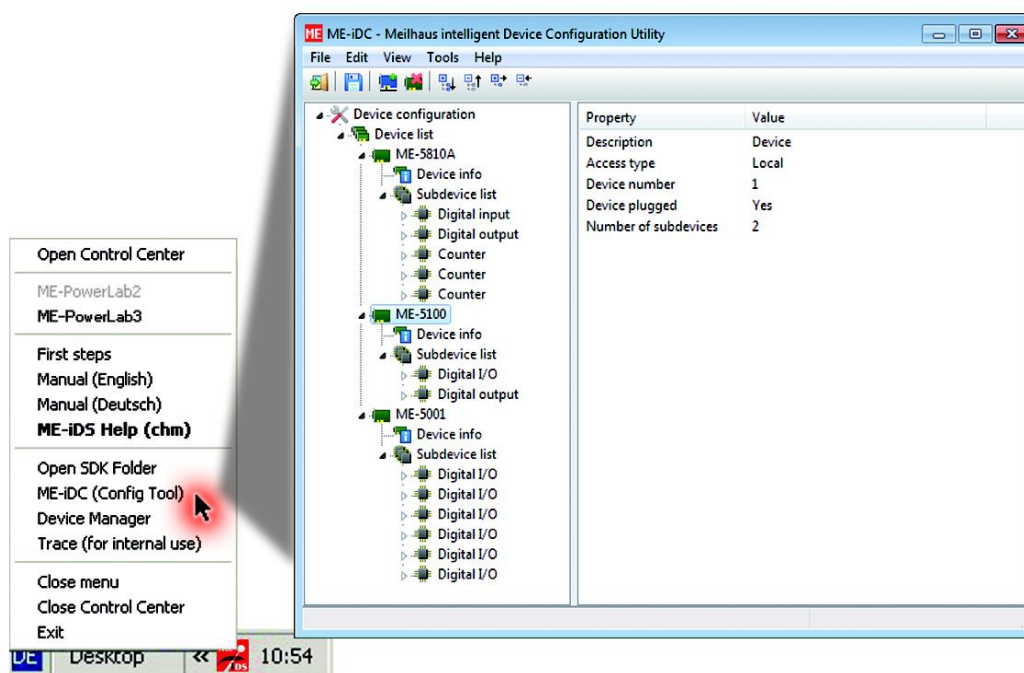 ME ME-iDC - Meilhaus intelligent Device Configuration Utility
File Edit View Tools Help
Device configuration
Device list
ME-5810A
Device info
Subdevice list
Digital input
Digital output
Counter
Counter
Counter
ME-5100
Device info
Subdevice list
Digital I/O
Digital output
ME-5001
Device info
Subdevice list
Digital I/O
Digital I/O
Digital I/O
Digital I/O
Digital I/O
Digital I/O
Property Value
Description Device
Access type Local
Device number 1
Device plugged Yes
Number of subdevices 2
Open Control Center
ME-PowerLab2
ME-PowerLab3
First steps
Manual (English)
Manual (Deutsch)
ME-iDS Help (chm)
Open SDK Folder
ME-iDC (Config Tool)
Device Manager
Trace (for internal use)
Close menu
Close Control Center
Exit
DE Desktop « DS 10:54